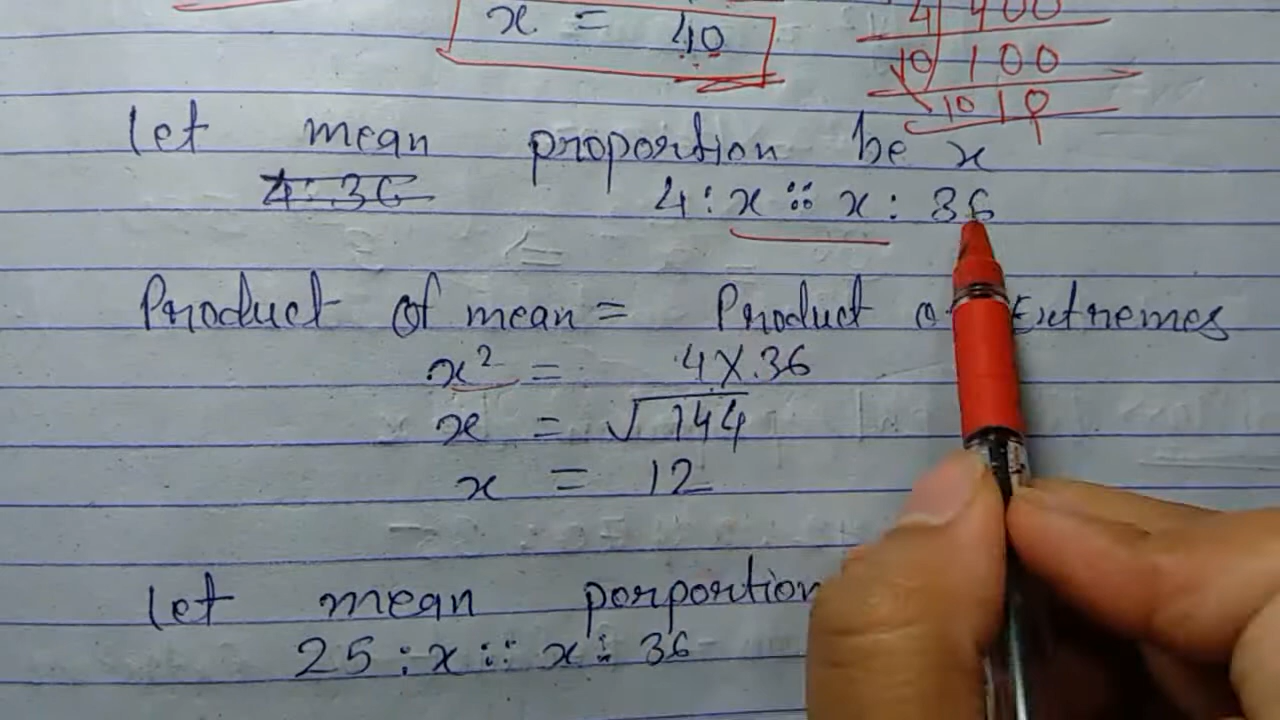 x = 40
4 400
10 100
10 10
Let mean proportion be x
4 : 36
4 : x :: x : 36
Product Of mean = Product of Extremes
x² = 4 X 36
x = √144
x = 12
Let mean porportion
25 : x :: x : 36